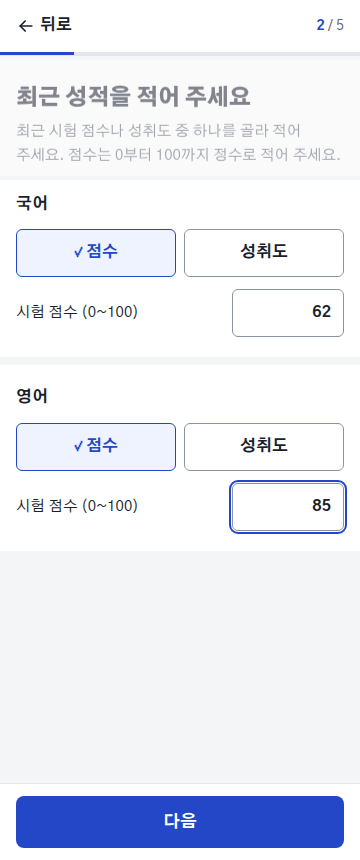 ← 뒤로
2 / 5
최근 성적을 적어 주세요
최근 시험 점수나 성취도 중 하나를 골라 적어
주세요. 점수는 0부터 100까지 정수로 적어 주세요.
국어
✓ 점수
성취도
시험 점수 (0~100)
62
영어
✓ 점수
성취도
시험 점수 (0~100)
85
다음